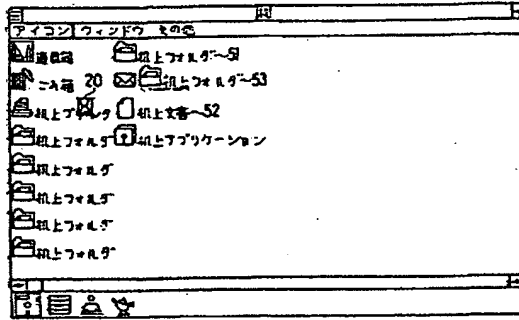 机
アイコン ウィンドウ その他
道具箱 机上フォルダ~51
ごみ箱 20 机上フォルダ~53
机上プリンタ 机上文書~52
机上フォルダ 机上アプリケーション
机上フォルダ
机上フォルダ
机上フォルダ
机上フォルダ